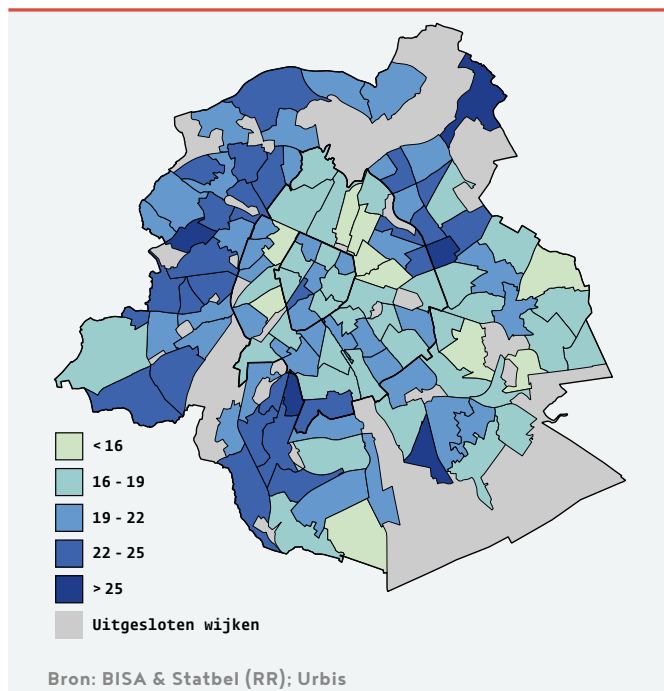 < 16
16 - 19
19 - 22
22 - 25
> 25
Uitgesloten wijken
Bron: BISA & Statbel (RR); Urbis